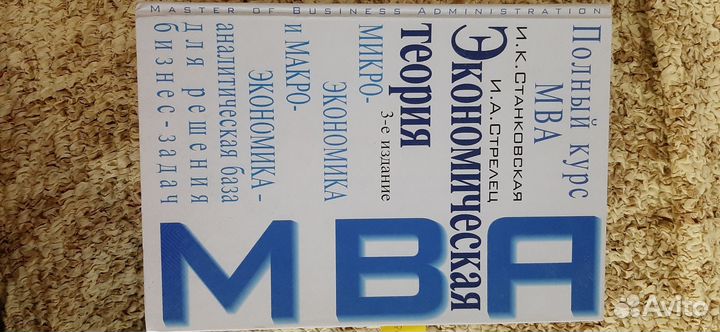 MASTER OF BUSINESS ADMINISTRATION
Полный курс
МВА
И.К.СТАНКОВСКАЯ
И.А.СТРЕЛЕЦ
Экономическая
теория
3-е издание
МИКРО-
ЭКОНОМИКА
и МАКРО-
ЭКОНОМИКА-
аналитическая база
для решения
бизнес-задач
MBA
Avito